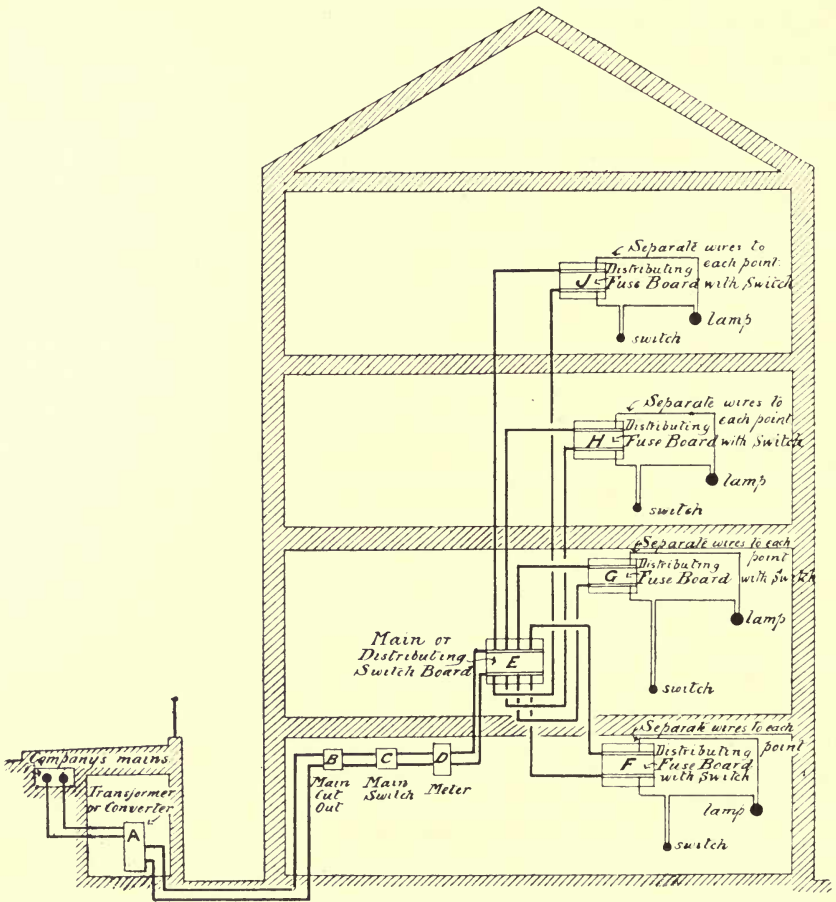 Separate wires to
each point
Distributing
J Fuse Board with Switch
lamp
switch
Separate wires to
each point
Distributing
H Fuse Board with Switch
lamp
switch
Separate wires to each
point
Distributing
G Fuse Board with Switch
lamp
switch
Main or
Distributing
Switch Board
E
Separate wires to each
point
Distributing
F Fuse Board
with Switch
lamp
switch
Companys mains
Transformer
or Converter
A
B
C
D
Main
Cut
Out
Main
Switch
Meter